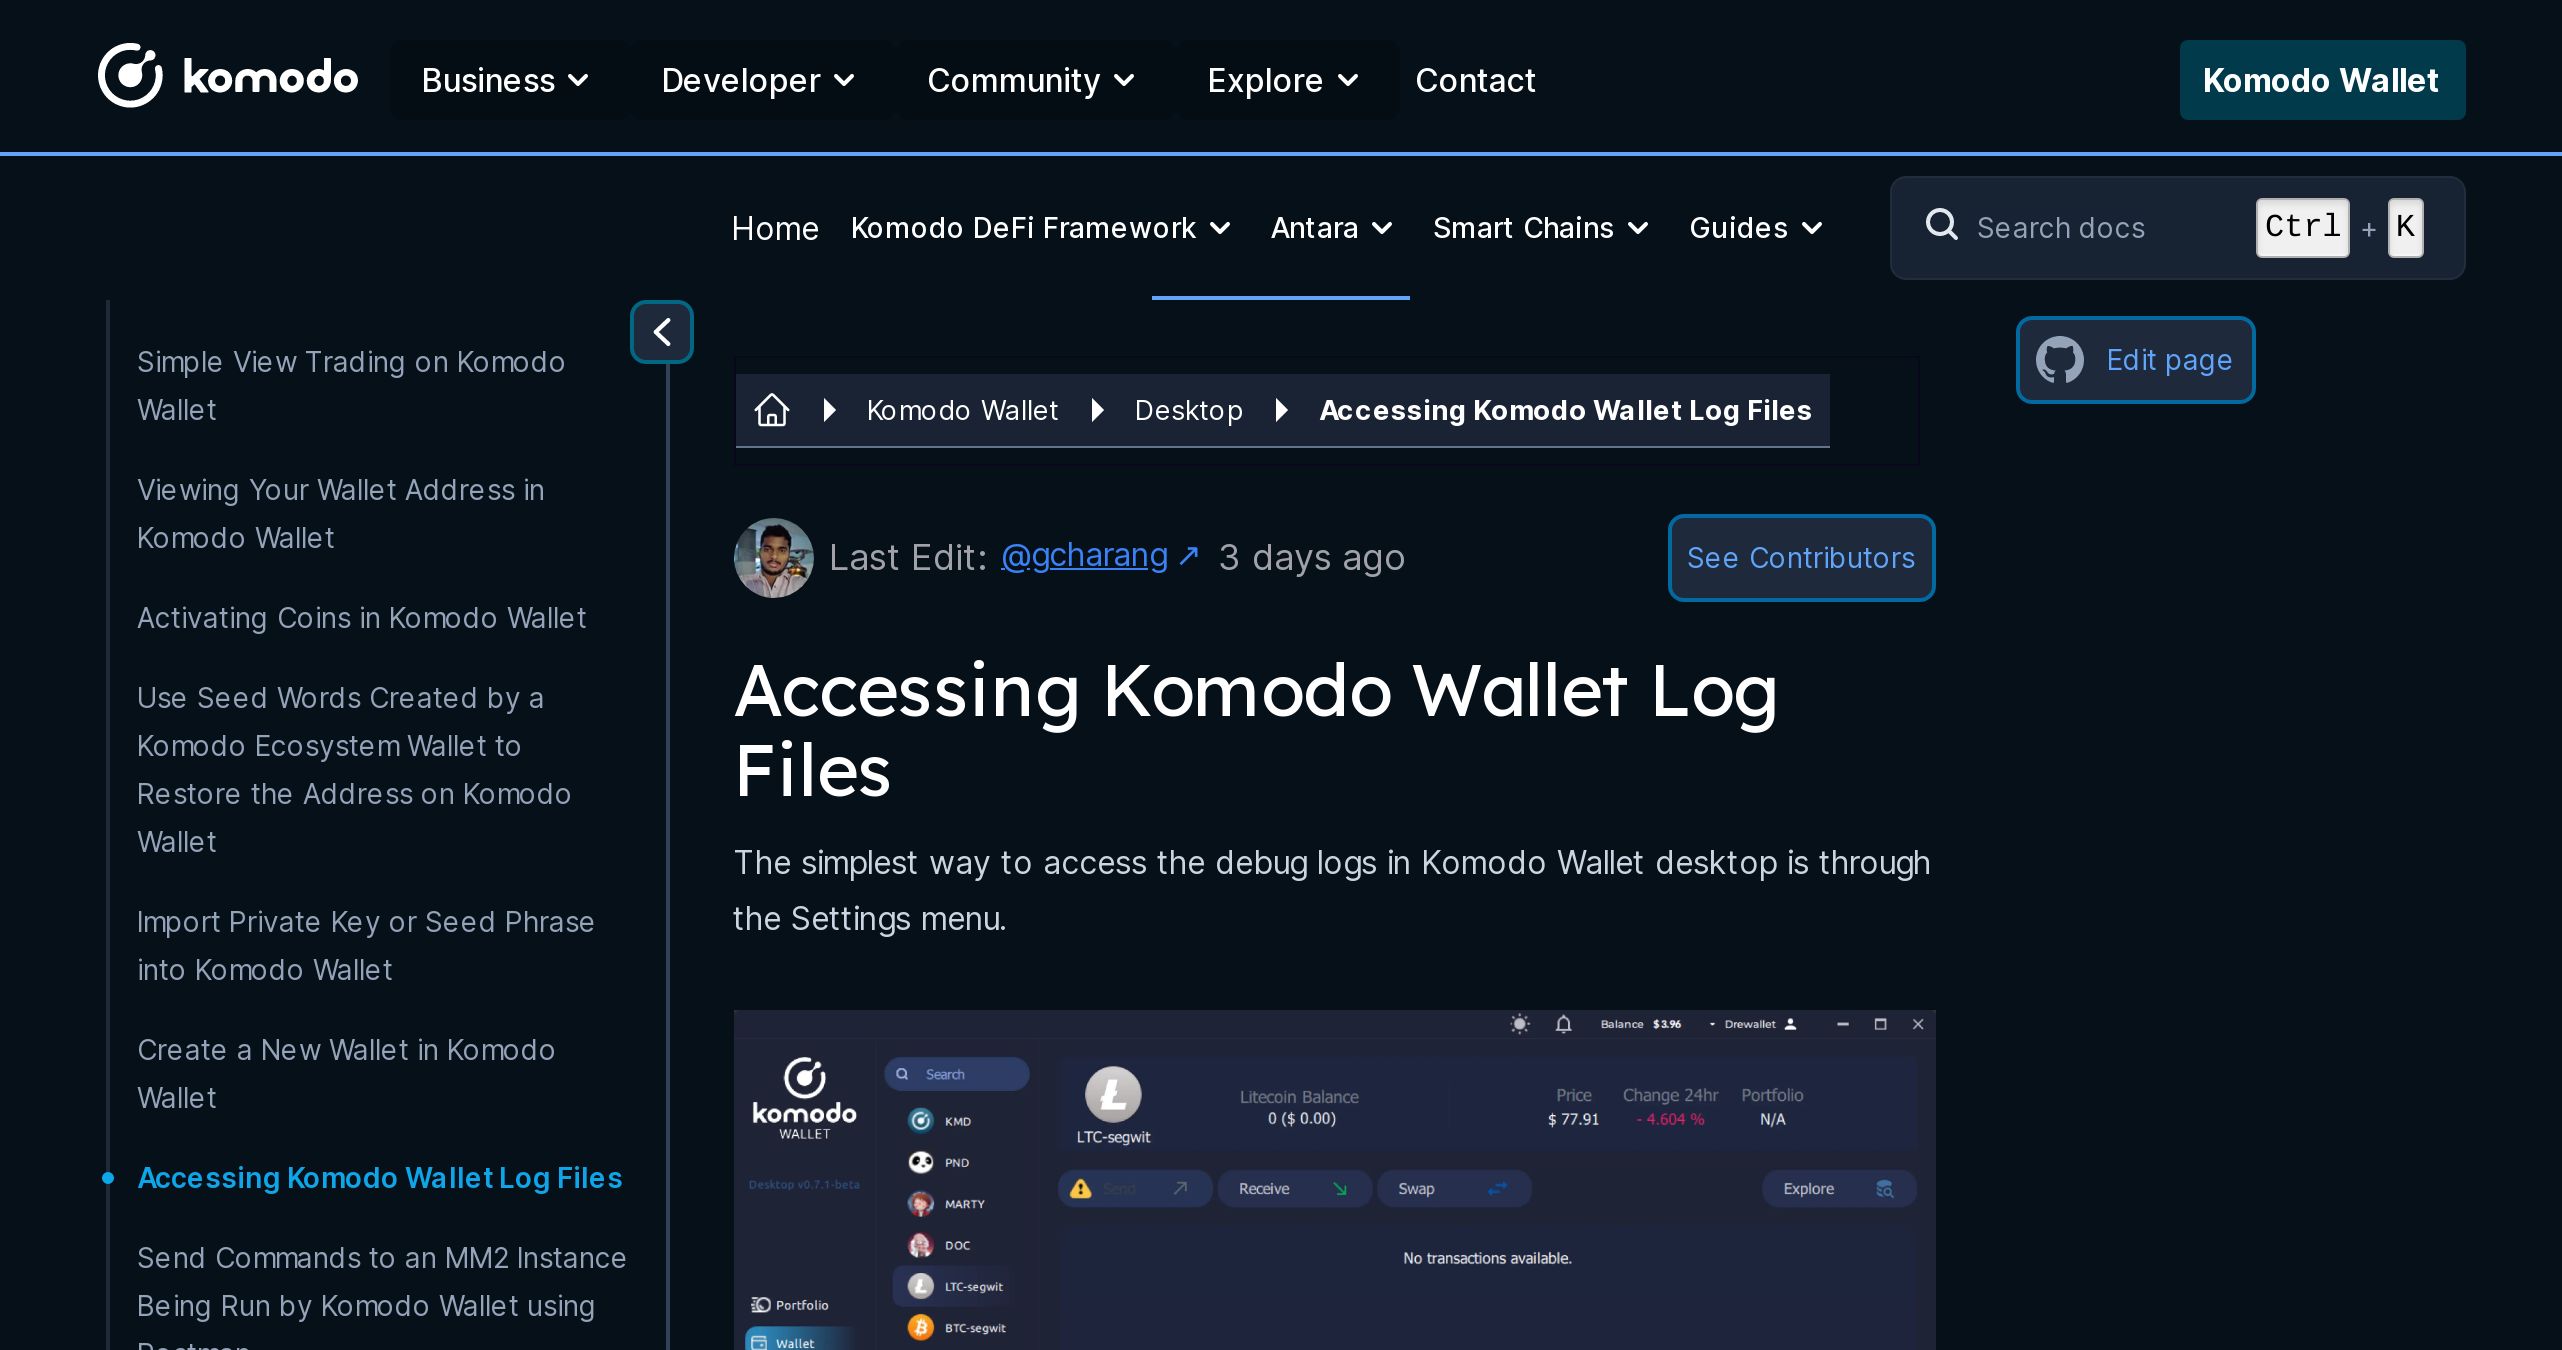 komodo
Business
Developer
Community
Explore
Contact
Komodo Wallet
Home
Komodo DeFi Framework
Antara
Smart Chains
Guides
Search docs
Ctrl + K
Simple View Trading on Komodo
Wallet
Viewing Your Wallet Address in
Komodo Wallet
Activating Coins in Komodo Wallet
Use Seed Words Created by a
Komodo Ecosystem Wallet to
Restore the Address on Komodo
Wallet
Import Private Key or Seed Phrase
into Komodo Wallet
Create a New Wallet in Komodo
Wallet
Accessing Komodo Wallet Log Files
Send Commands to an MM2 Instance
Being Run by Komodo Wallet using
Komodo Wallet
Desktop
Accessing Komodo Wallet Log Files
Edit page
Last Edit: @gcharang ↗ 3 days ago
See Contributors
Accessing Komodo Wallet Log
Files
The simplest way to access the debug logs in Komodo Wallet desktop is through
the Settings menu.
Balance $3.96
Drewallet
komodo
WALLET
Desktop v0.7.1-beta
Portfolio
Wallet
Search
KMD
PND
MARTY
DOC
LTC-segwit
BTC-segwit
LTC-segwit
Litecoin Balance
0 ($ 0.00)
Price
$ 77.91
Change 24hr
- 4.604 %
Portfolio
N/A
Send
Receive
Swap
Explore
No transactions available.